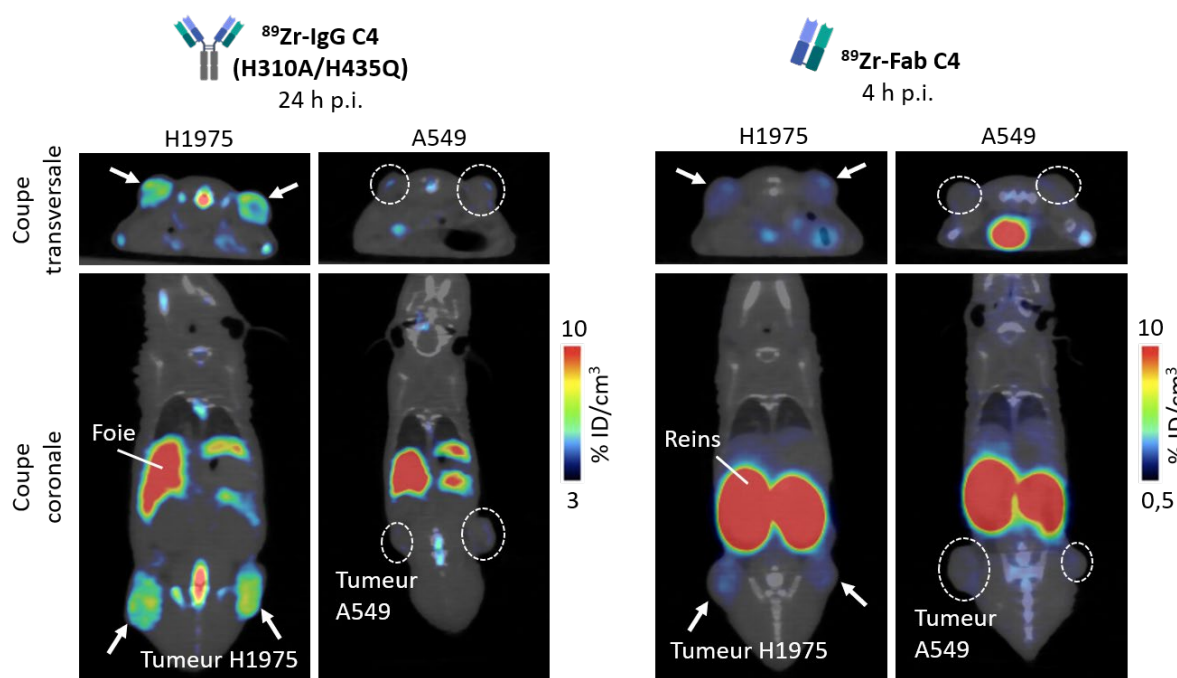 ⁸⁹Zr-IgG C4
(H310A/H435Q)
24 h p.i.
⁸⁹Zr-Fab C4
4 h p.i.
H1975
A549
H1975
A549
Coupe
transversale
Coupe
coronale
Foie
Tumeur H1975
Tumeur
A549
10
% ID/cm³
3
Reins
Tumeur H1975
Tumeur
A549
10
% ID/cm³
0,5